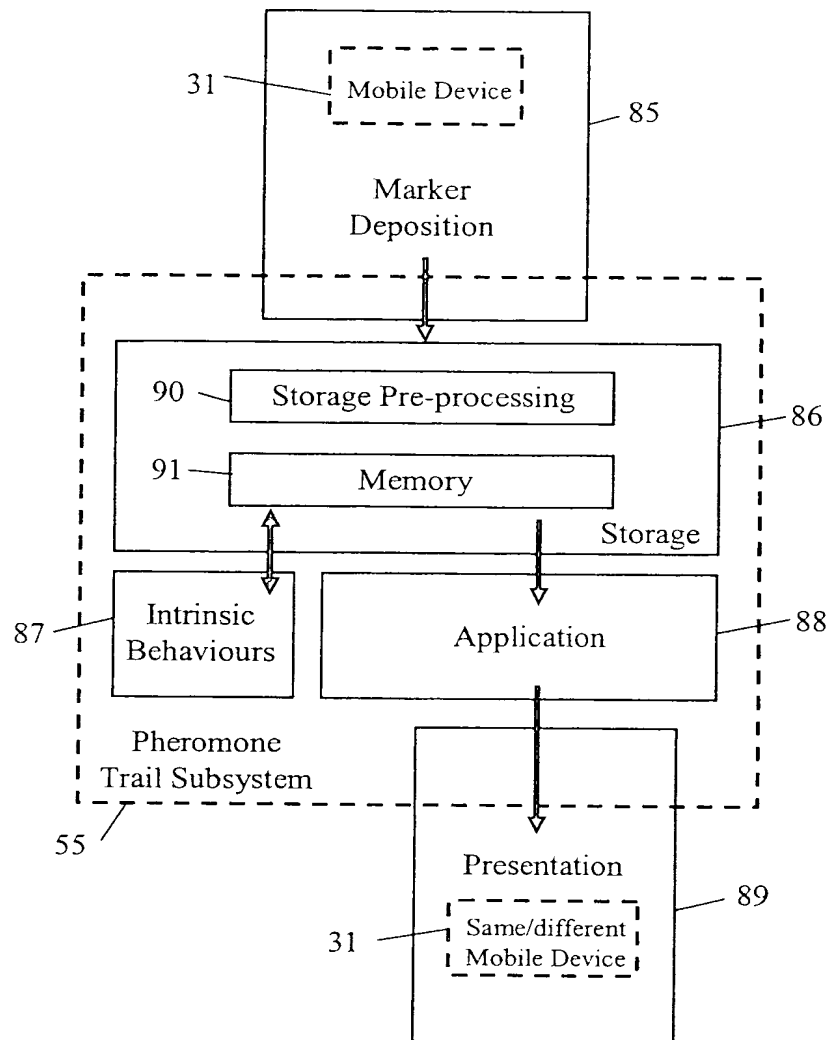 31
Mobile Device
85
Marker
Deposition
90
Storage Pre-processing
86
91
Memory
Storage
87
Intrinsic
Behaviours
Application
88
Pheromone
Trail Subsystem
55
Presentation
89
31
Same/different
Mobile Device